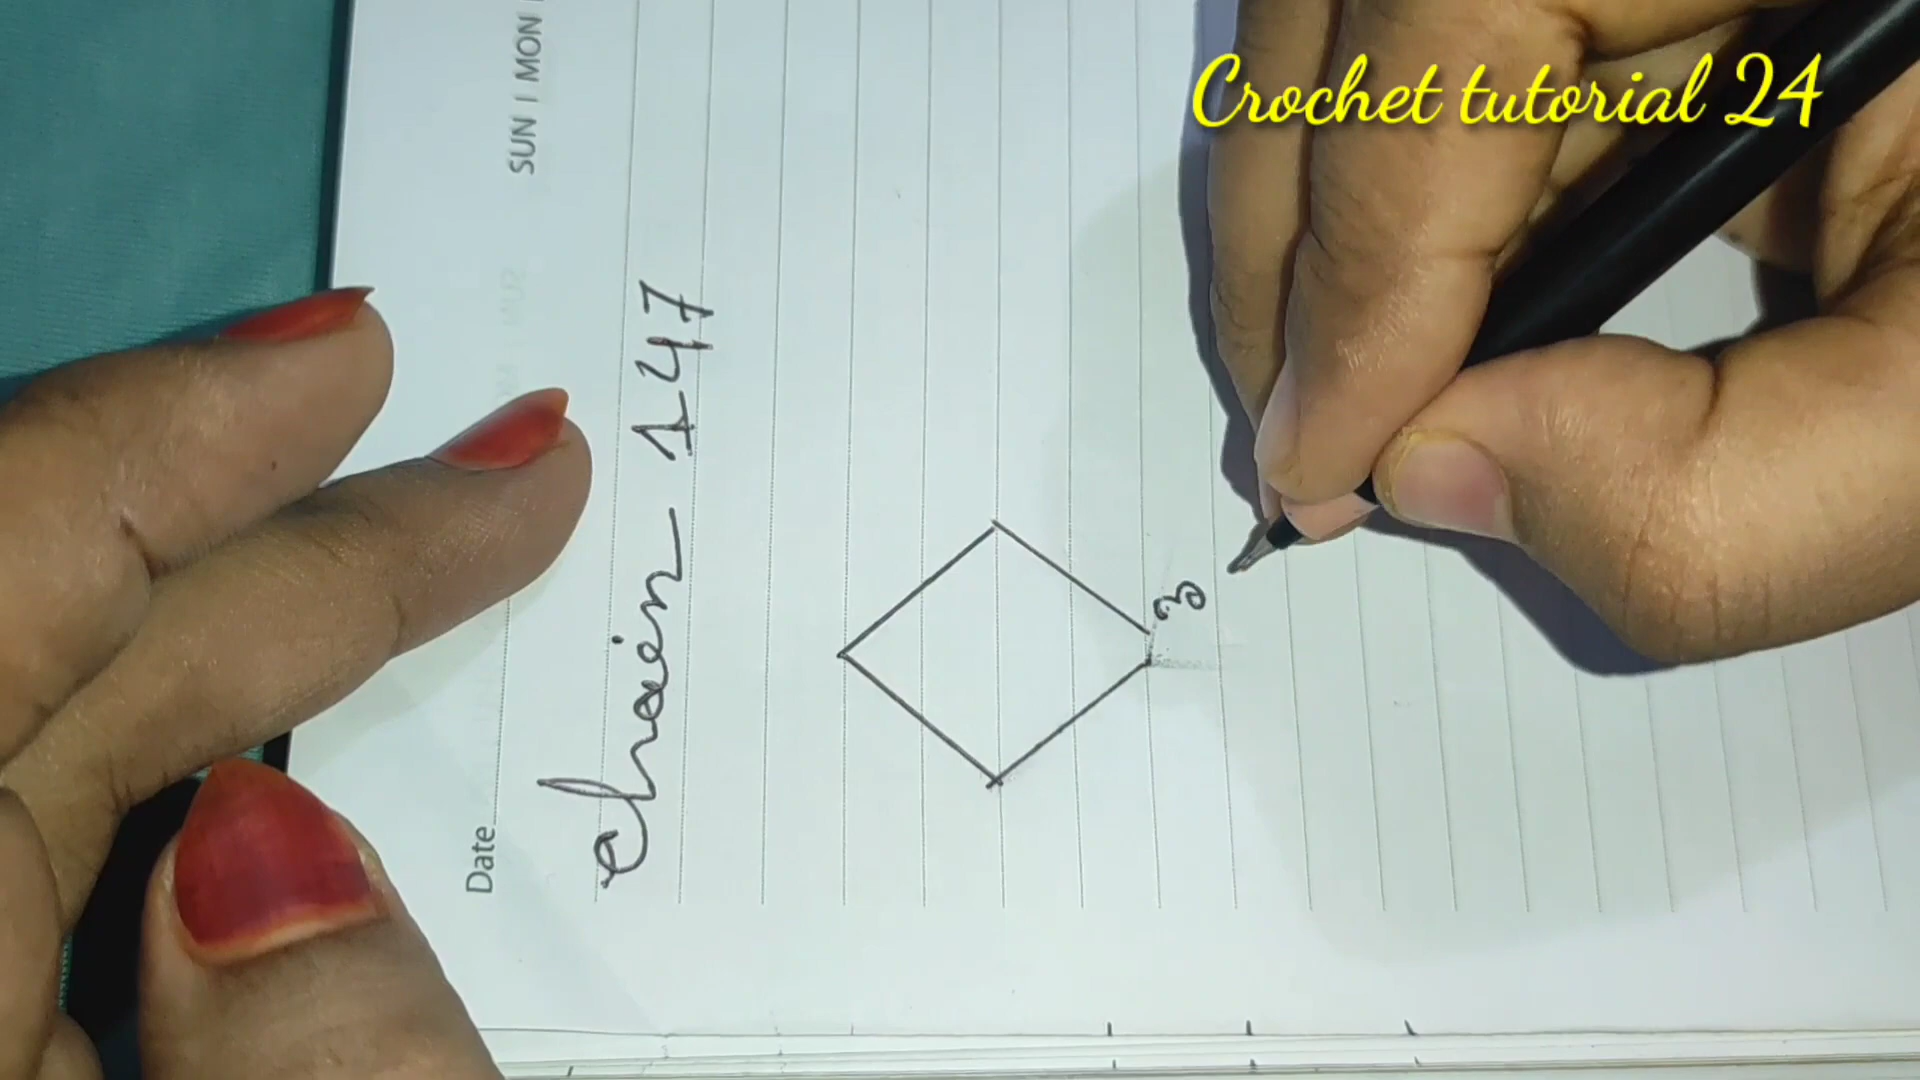 Crochet tutorial 24
SUN | MON
Date
chain 147
3